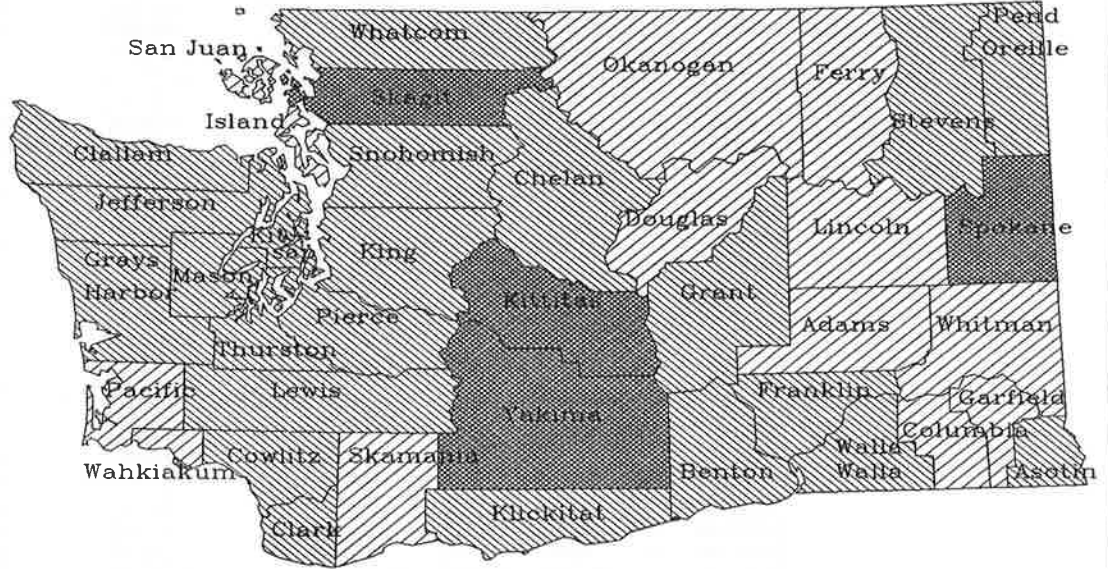 Whatcom
Pend
Oreille
San Juan
Okanogan
Ferry
Skagit
Island
Stevens
Clallam
Snohomish
Chelan
Jefferson
Douglas
Lincoln
Spokane
Kit
sap
King
Grays
Harbor
Mason
Kittitas
Grant
Pierce
Adams
Whitman
Thurston
Pacific
Lewis
Franklin
Garfield
Yakima
Columbia
Walla
Walla
Wahkiakum
Cowlitz
Skamania
Benton
Asotin
Klickitat
Clark